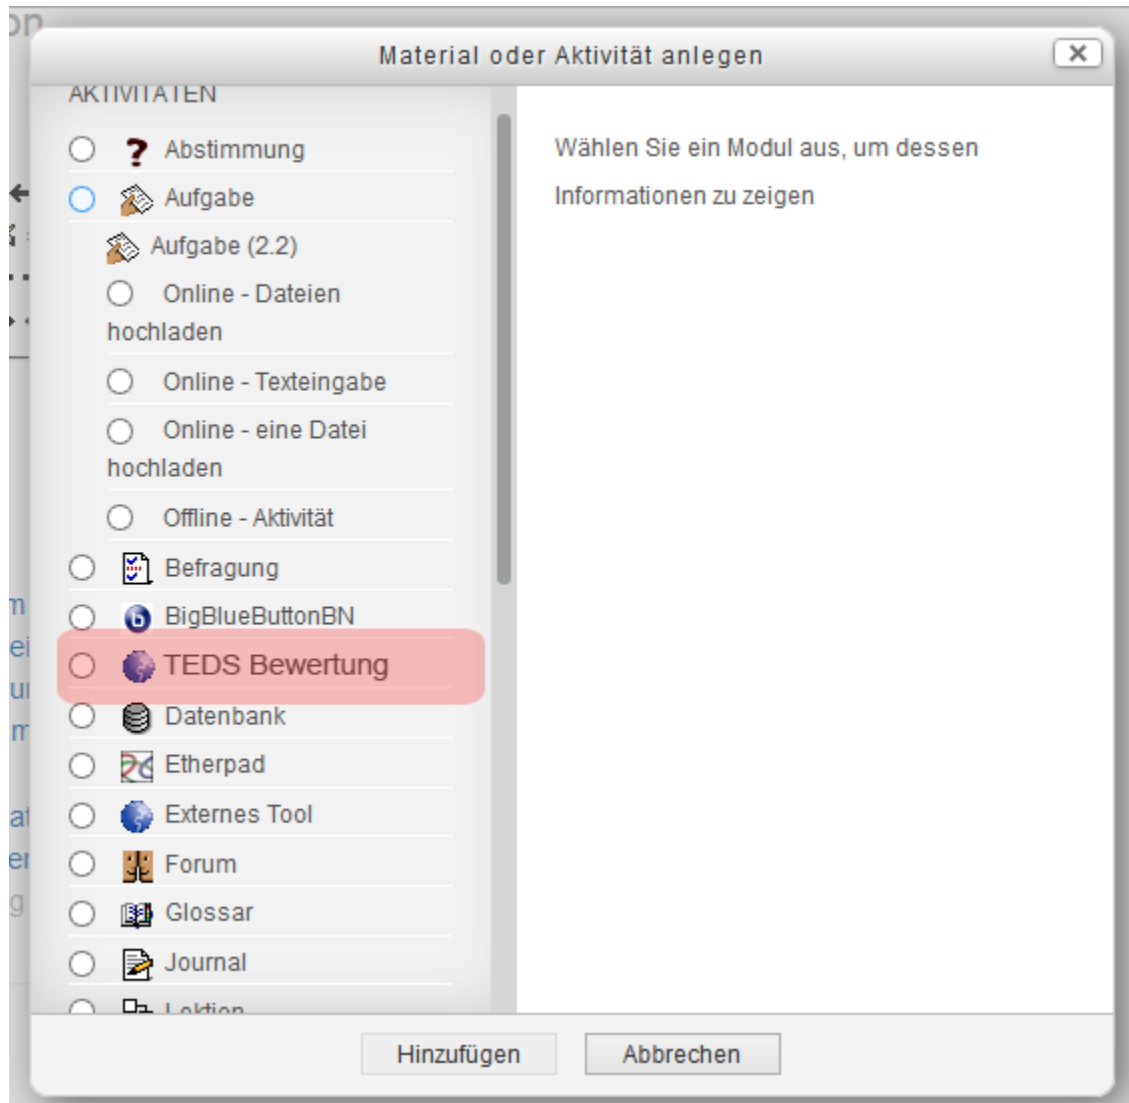 on
Material oder Aktivität anlegen
AKTIVITÄTEN
Abstimmung
Aufgabe
Aufgabe (2.2)
Online - Dateien
hochladen
Online - Texteingabe
Online - eine Datei
hochladen
Offline - Aktivität
Befragung
BigBlueButtonBN
TEDS Bewertung
Datenbank
Etherpad
Externes Tool
Forum
Glossar
Journal
Lektion
Wählen Sie ein Modul aus, um dessen
Informationen zu zeigen
Hinzufügen
Abbrechen